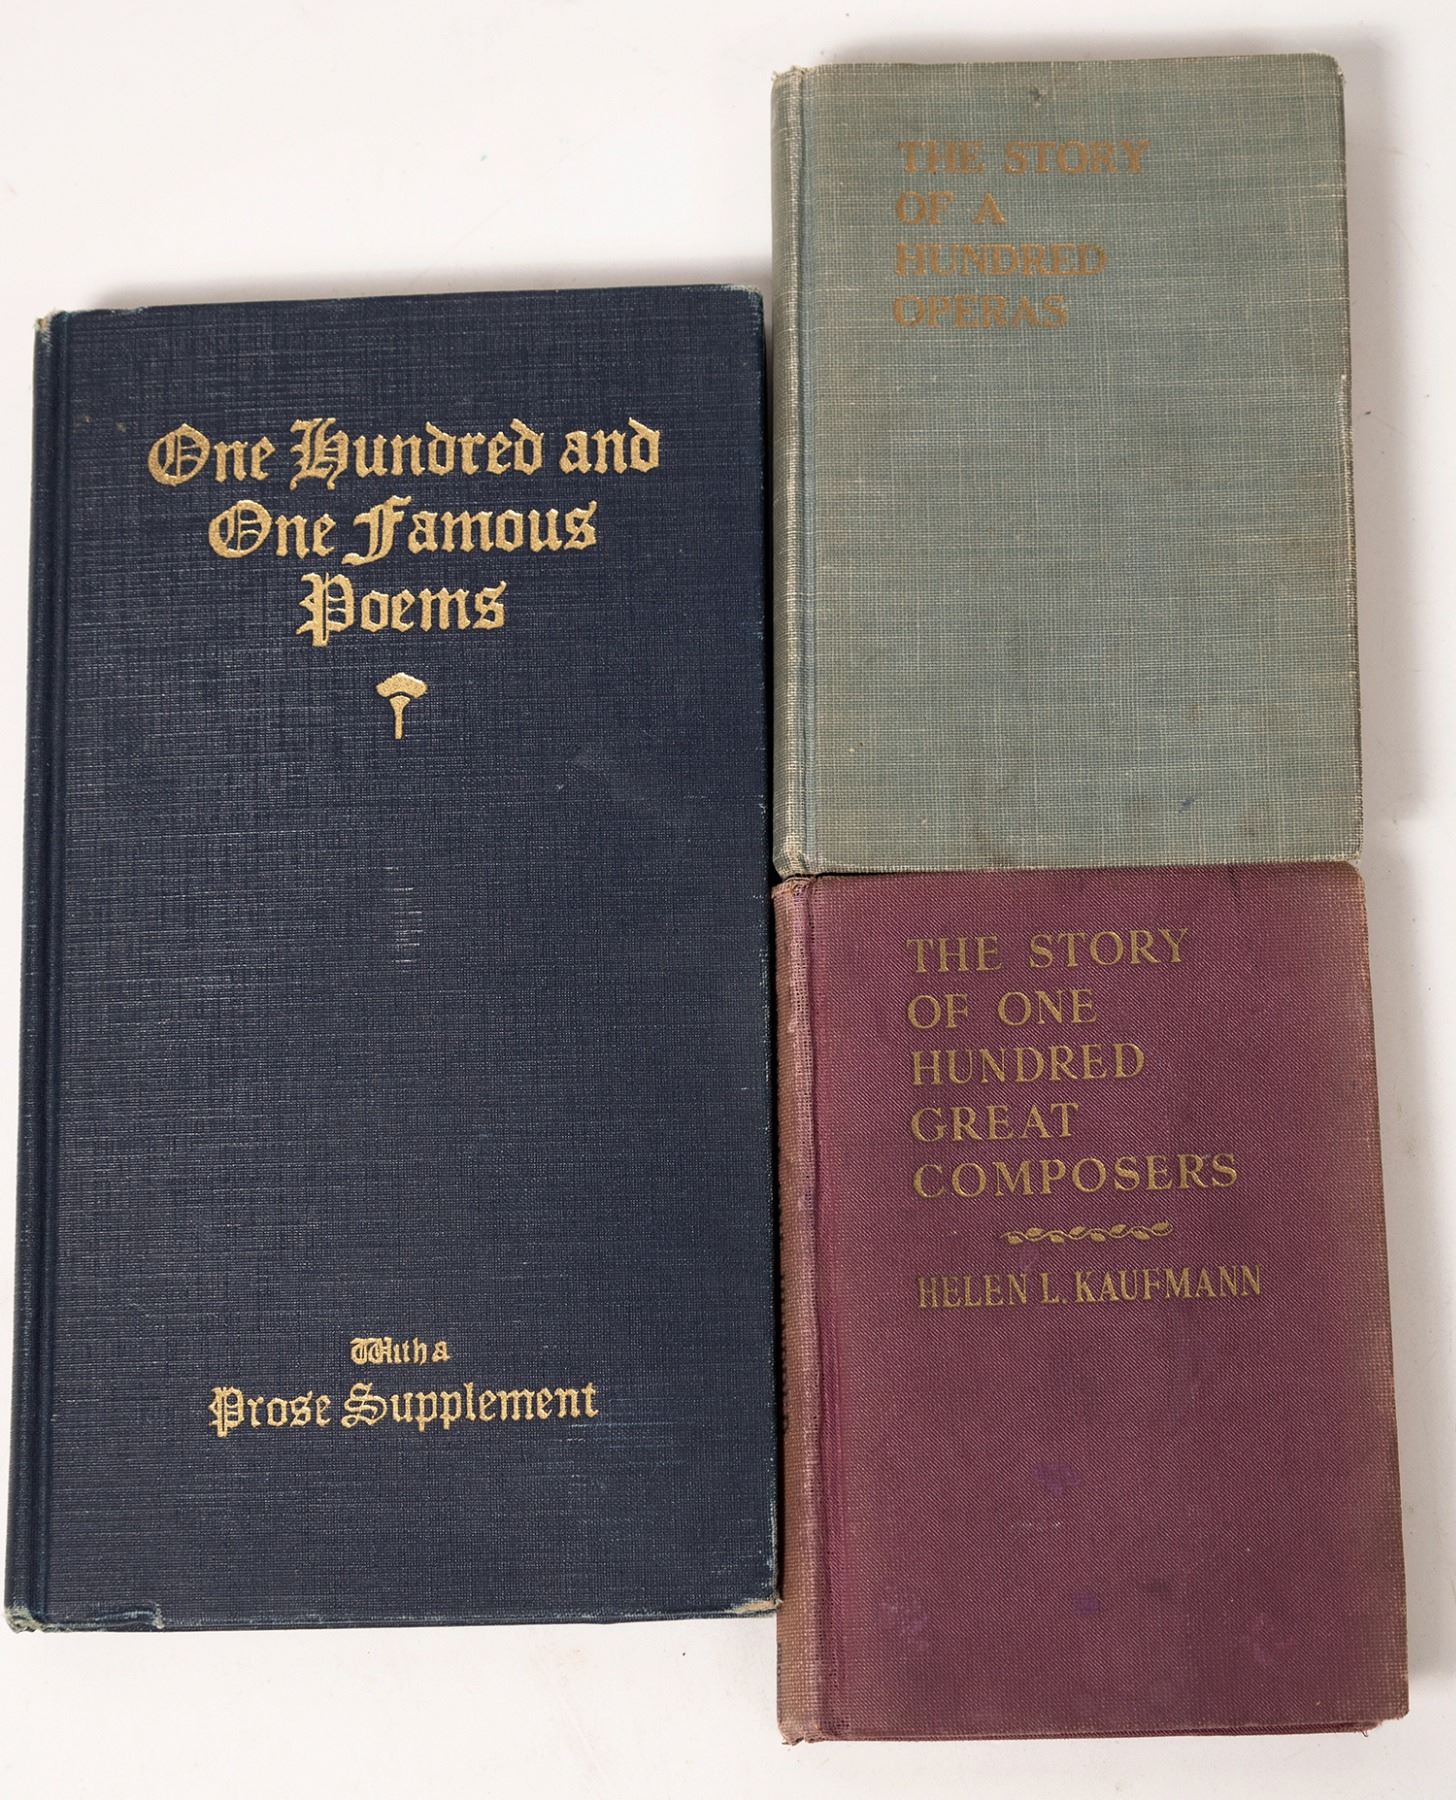 One Hundred and
One Famous
Poems
With a
Prose Supplement
THE STORY
OF A
HUNDRED
OPERAS
THE STORY
OF ONE
HUNDRED
GREAT
COMPOSERS
HELEN L. KAUFMANN